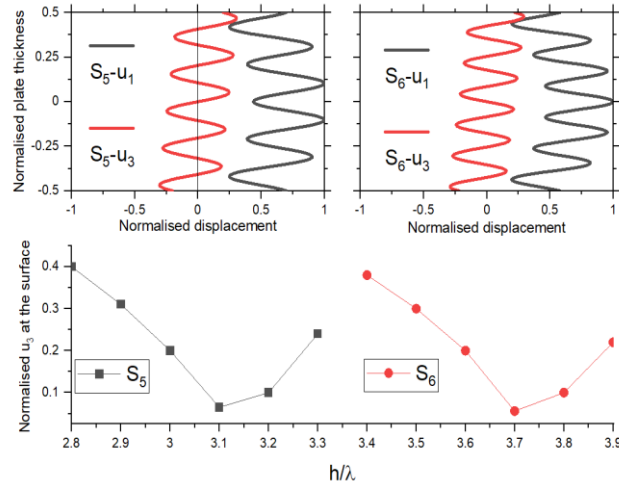 Normalised plate thickness
0.5
0.25
0
-0.25
-0.5
S5-u1
S5-u3
-1 -0.5 0 0.5 1
Normalised displacement
S6-u1
S6-u3
-1 -0.5 0 0.5 1
Normalised displacement
Normalised u3 at the surface
0.4
0.3
0.2
0.1
S5
S6
2.8 2.9 3 3.1 3.2 3.3 3.4 3.5 3.6 3.7 3.8 3.9
h/λ